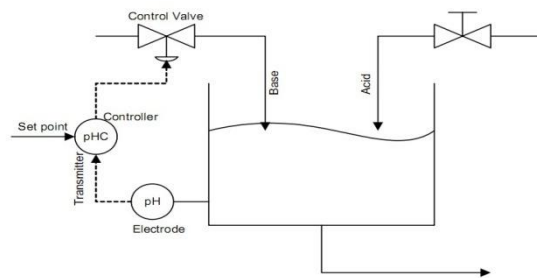 Control Valve
Base
Acid
Controller
Set point
pHC
Transmitter
pH
Electrode